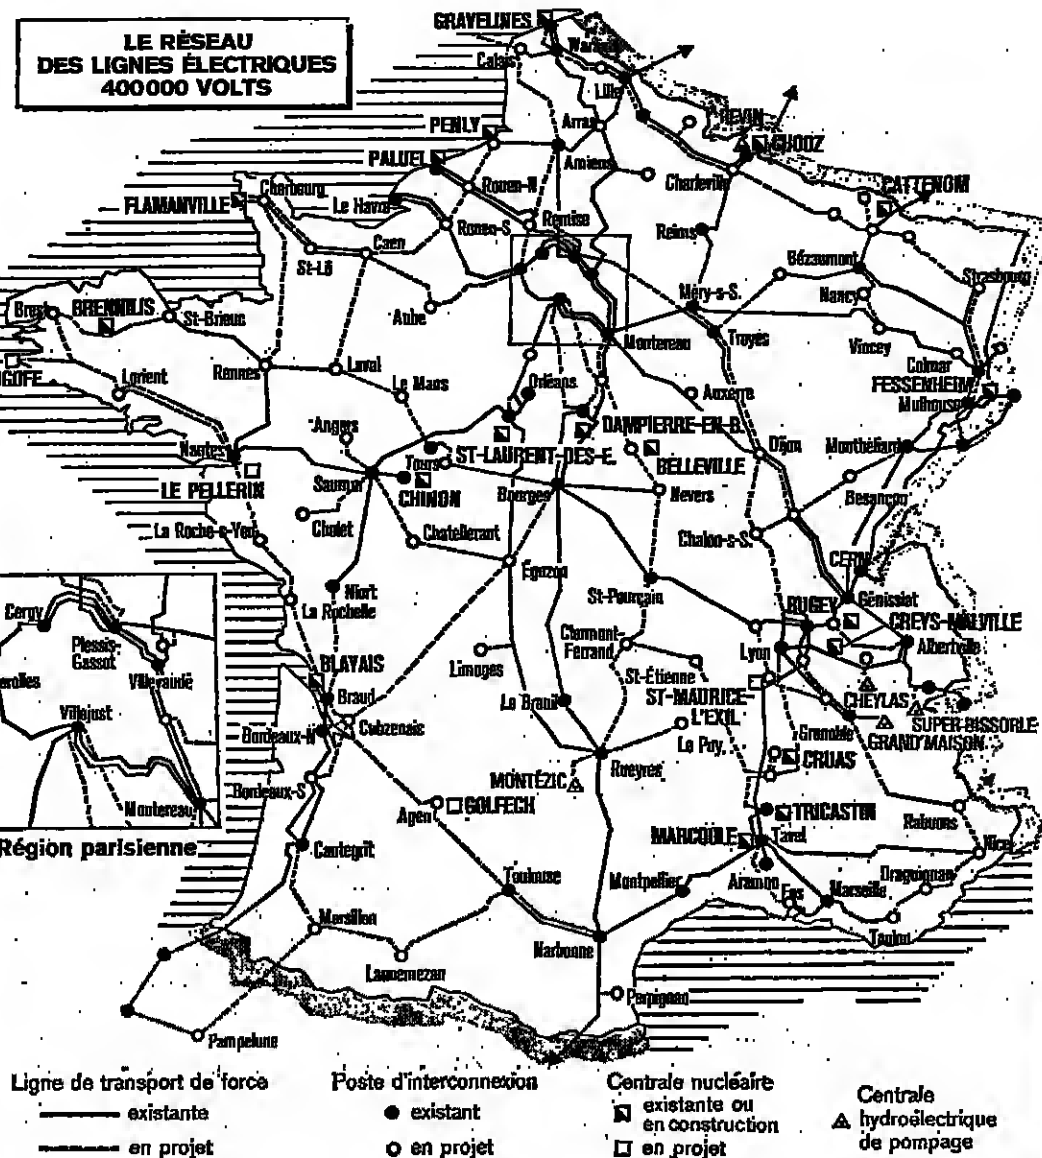 LE RÉSEAU
DES LIGNES ÉLECTRIQUES
400000 VOLTS
GRAVELINES
Calais
Lille
REVIN
Arras
CHOOZ
PENLY
Amiens
PALUEL
Charleville
CATTENOM
Rouen-N
Cherbourg
FLAMANVILLE
Le Havre
Remise
Rouen-S
Reims
Caen
St-Lô
Bézaumont
Strasbourg
Nancy
Méry-s-S.
Aube
Brest
BRENNILIS
St-Brieuc
Troyes
Vincey
Montereau
Colmar
Rennes
Laval
FESSENHEIM
Le Mans
Orléans
Auxerre
Mulhouse
Lorient
Angers
DAMPIERRE-EN-B.
Dijon
Montbéliard
Nantes
Tours
ST-LAURENT-DES-E.
BELLEVILLE
Saumur
LE PELLERIN
CHINON
Bourges
Nevers
Besançon
Cholet
Chatellerant
Chalon-s-S.
La Roche-s-Yon
Eguzon
CERN
Niort
St-Pourçain
Génissiat
La Rochelle
BUGEY
CREYS-MALVILLE
Cergy
Plessis-
Gassot
Clermont-
Ferrand
Lyon
Albertville
Villevaudé
Limoges
BLAYAIS
St-Étienne
Villejust
Braud
Le Breuil
ST-MAURICE-
L'EXIL
CHEYLAS
SUPER-BISSORLE
Bordeaux-N
Cubzenais
Le Puy
Grenoble
GRAND'MAISON
Rueyres
CRUAS
Bordeaux-S
MONTÉZIC
Montereau
GOLFECH
Agen
TRICASTIN
Rabuons
Région parisienne
Cantegrit
MARCOULE
Tavel
Nice
Toulouse
Montpellier
Aramon
Draguignan
Fos
Marseille
Marsillon
Toulon
Narbonne
Lannemezan
Perpignan
Pampelune
Ligne de transport de force
existante
en projet
Poste d'interconnexion
existant
en projet
Centrale nucléaire
existante ou
en construction
en projet
Centrale
hydroélectrique
de pompage